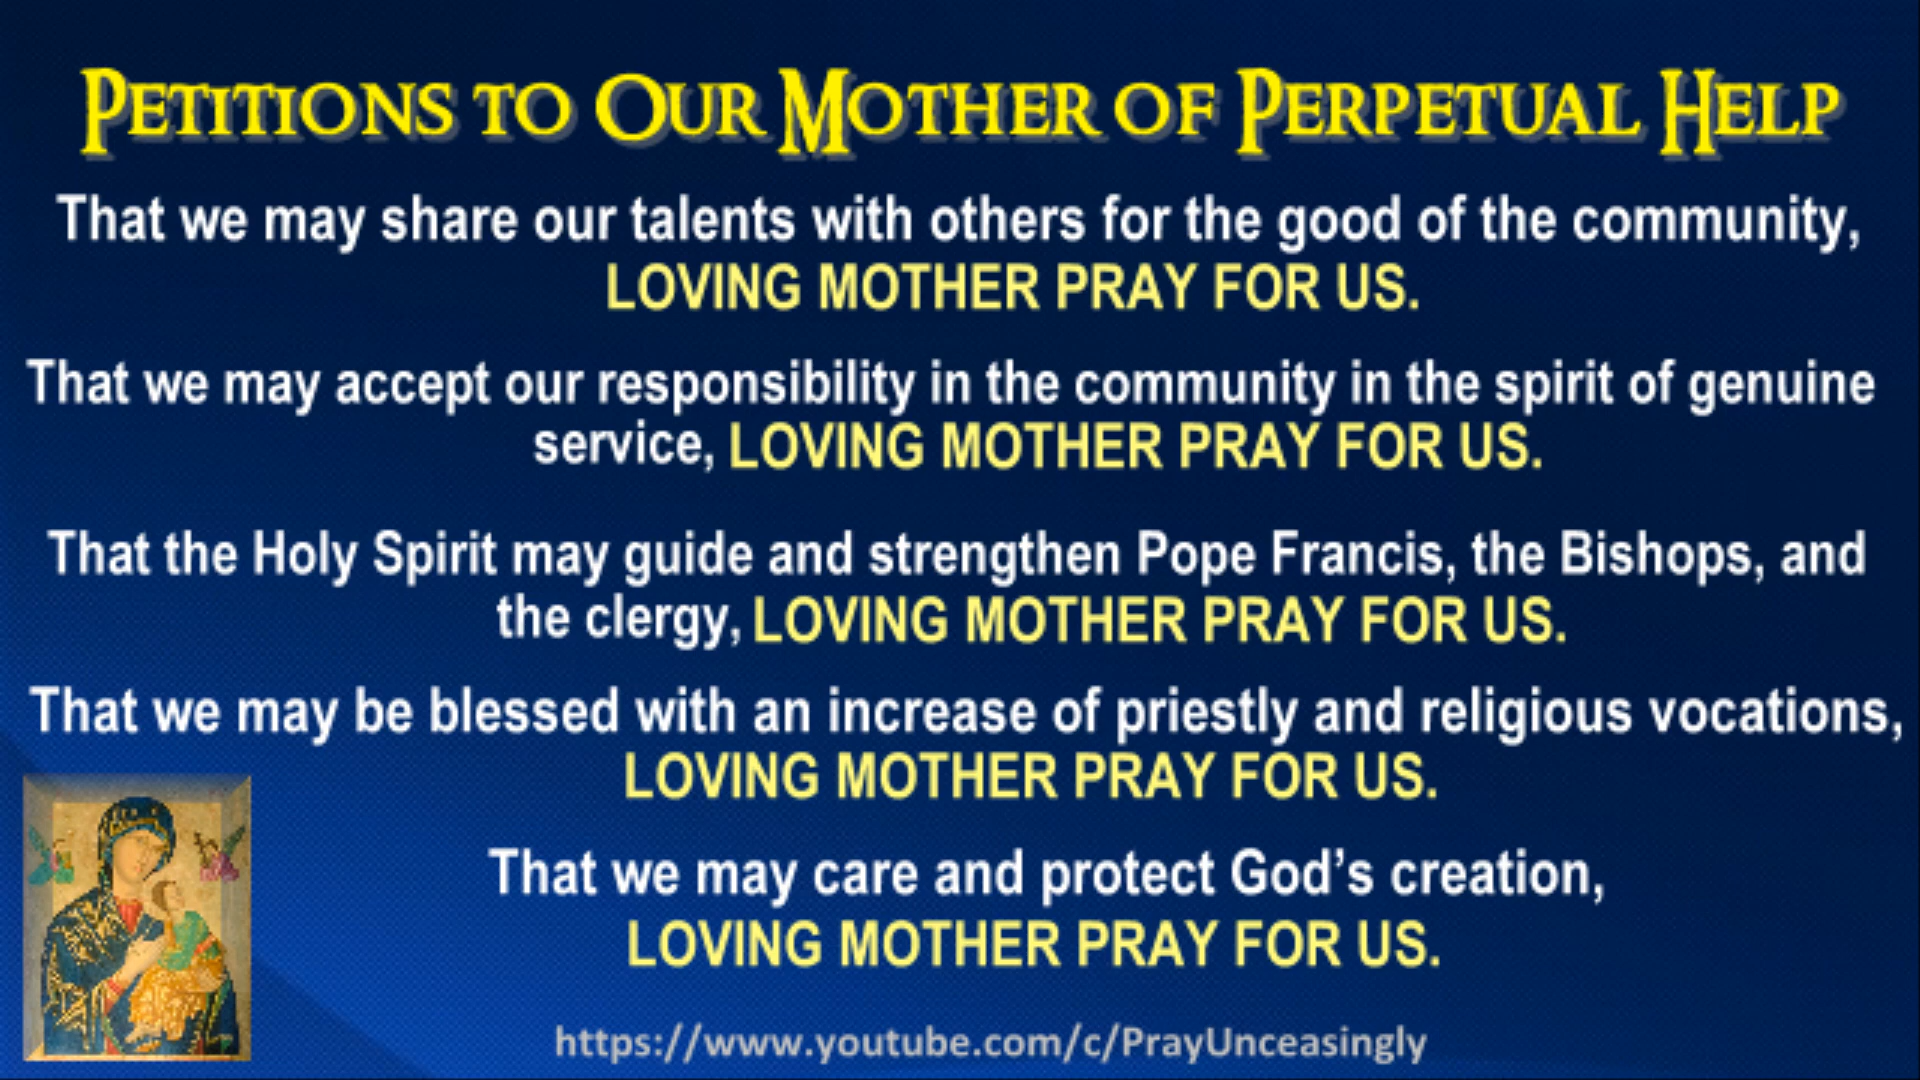 PETITIONS TO OUR MOTHER OF PERPETUAL HELP
That we may share our talents with others for the good of the community,
LOVING MOTHER PRAY FOR US.
That we may accept our responsibility in the community in the spirit of genuine
service, LOVING MOTHER PRAY FOR US.
That the Holy Spirit may guide and strengthen Pope Francis, the Bishops, and
the clergy, LOVING MOTHER PRAY FOR US.
That we may be blessed with an increase of priestly and religious vocations,
LOVING MOTHER PRAY FOR US.
That we may care and protect God’s creation,
LOVING MOTHER PRAY FOR US.
https://www.youtube.com/c/PrayUnceasingly